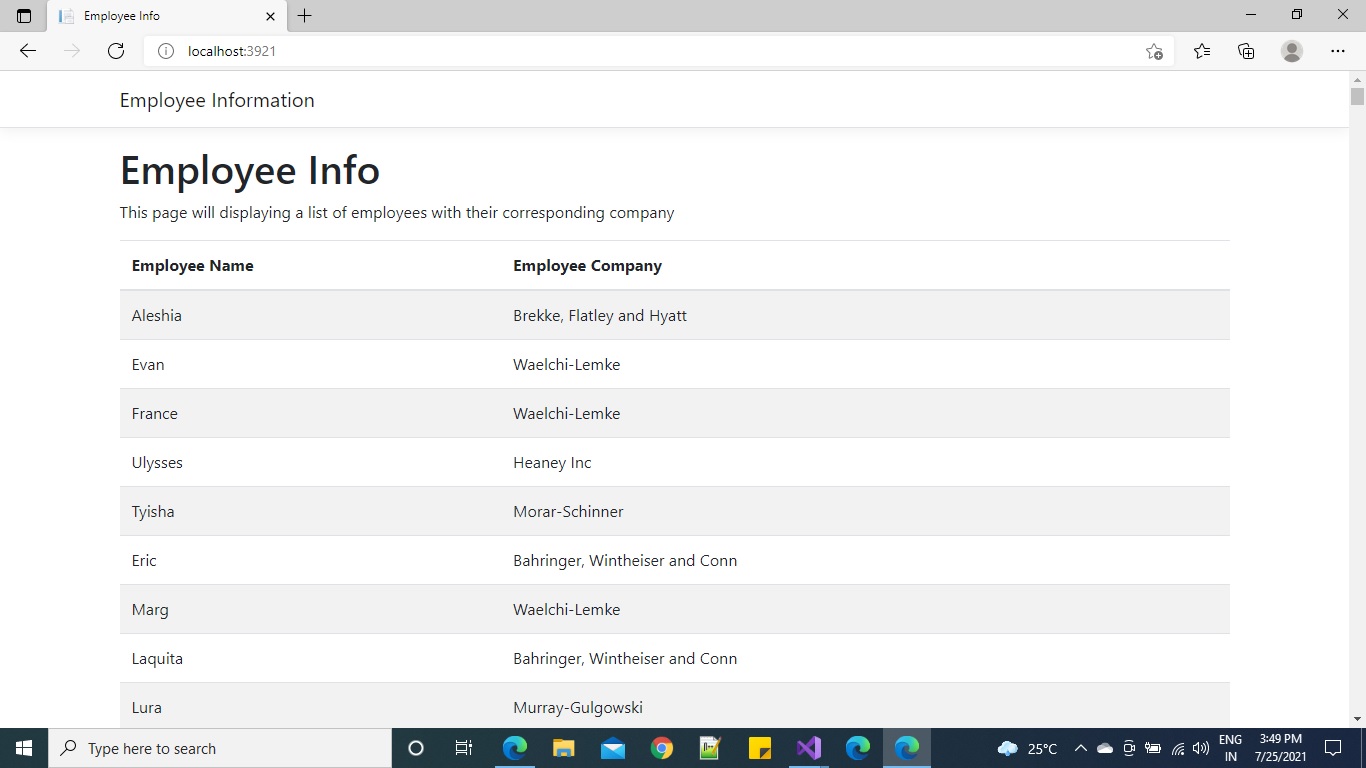 Employee Info
localhost:3921
Employee Information
Employee Info
This page will displaying a list of employees with their corresponding company
Employee Name Employee Company
Aleshia Brekke, Flatley and Hyatt
Evan Waelchi-Lemke
France Waelchi-Lemke
Ulysses Heaney Inc
Tyisha Morar-Schinner
Eric Bahringer, Wintheiser and Conn
Marg Waelchi-Lemke
Laquita Bahringer, Wintheiser and Conn
Lura Murray-Gulgowski
Type here to search
25°C
ENG
IN
3:49 PM
7/25/2021